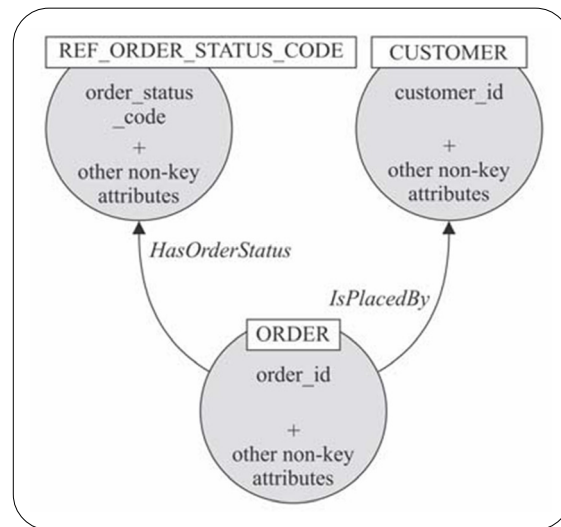 REF_ORDER_STATUS_CODE
order_status
_code
+
other non-key
attributes
CUSTOMER
customer_id
+
other non-key
attributes
HasOrderStatus
IsPlacedBy
ORDER
order_id
+
other non-key
attributes